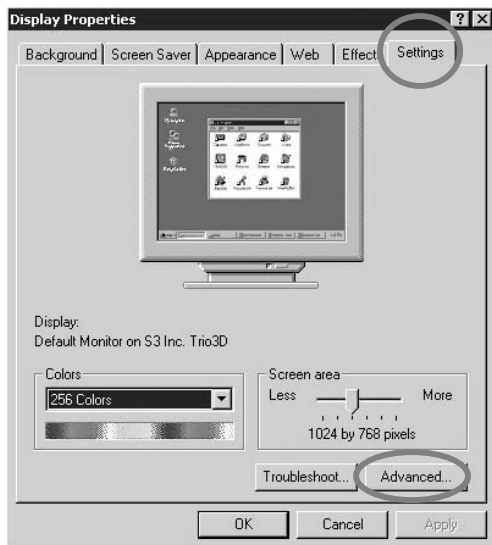 Display Properties
Background Screen Saver Appearance Web Effect Settings
Display:
Default Monitor on S3 Inc. Trio3D
Colors
256 Colors
Screen area
Less More
1024 by 768 pixels
Troubleshoot... Advanced...
OK Cancel Apply